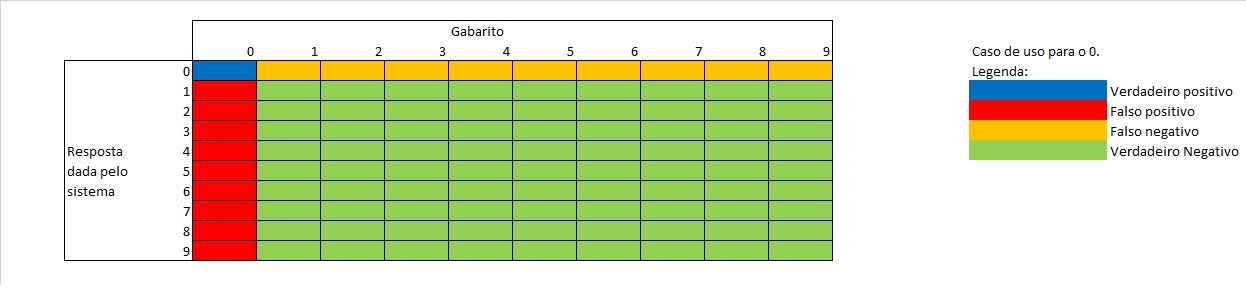 Gabarito
0 1 2 3 4 5 6 7 8 9
0
1
2
3
4
5
6
7
8
9
Resposta
dada pelo
sistema
Caso de uso para o 0.
Legenda:
Verdadeiro positivo
Falso positivo
Falso negativo
Verdadeiro Negativo